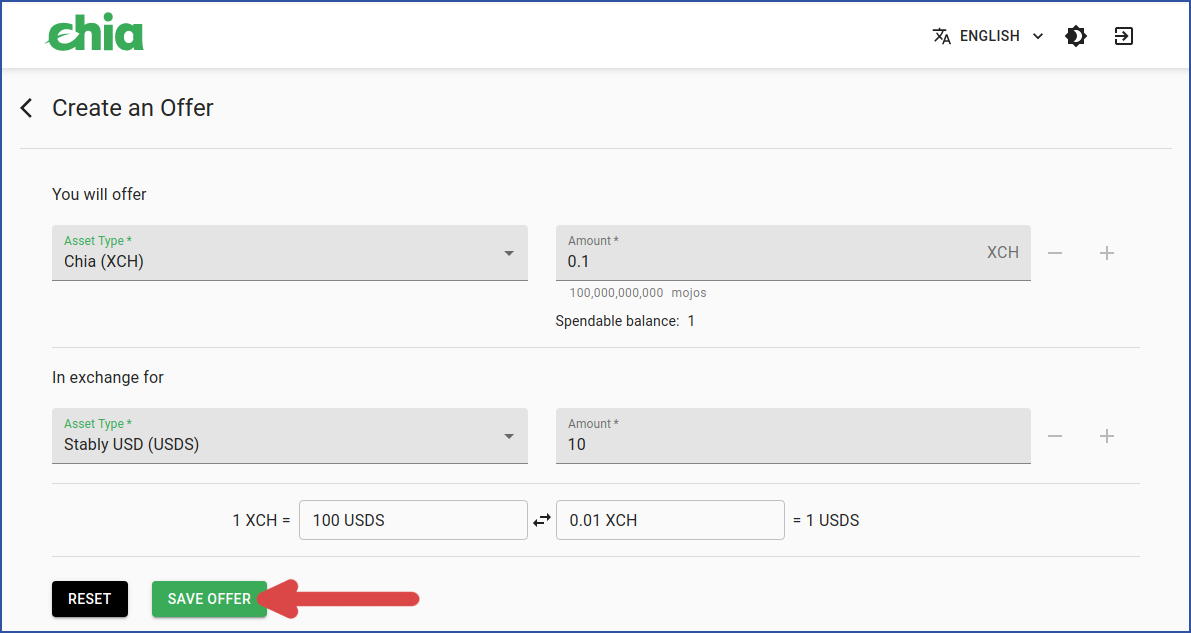 chia
ENGLISH
Create an Offer
You will offer
Asset Type *
Chia (XCH)
Amount *
0.1
XCH
100,000,000,000 mojos
Spendable balance: 1
In exchange for
Asset Type *
Stably USD (USDS)
Amount *
10
1 XCH = 100 USDS 0.01 XCH = 1 USDS
RESET SAVE OFFER